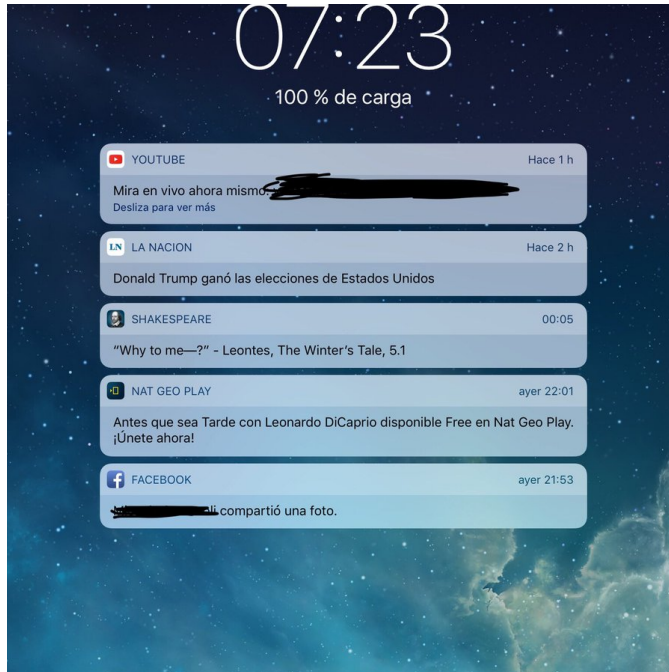 07:23
100 % de carga
YOUTUBE Hace 1 h
Mira en vivo ahora mismo:
Desliza para ver más
LN LA NACION Hace 2 h
Donald Trump ganó las elecciones de Estados Unidos
SHAKESPEARE 00:05
“Why to me—?” - Leontes, The Winter’s Tale, 5.1
NAT GEO PLAY ayer 22:01
Antes que sea Tarde con Leonardo DiCaprio disponible Free en Nat Geo Play.
¡Únete ahora!
FACEBOOK ayer 21:53
compartió una foto.